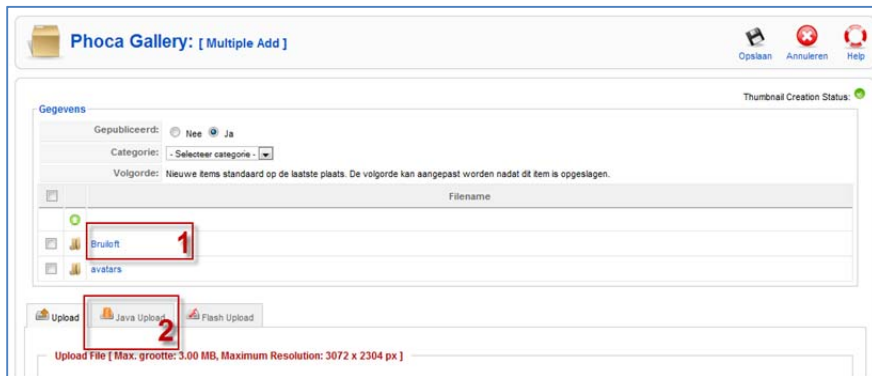 Phoca Gallery: [ Multiple Add ]
Opslaan Annuleren Help
Thumbnail Creation Status:
Gegevens
Gepubliceerd: Nee Ja
Categorie: - Selecteer categorie -
Volgorde: Nieuwe items standaard op de laatste plaats. De volgorde kan aangepast worden nadat dit item is opgeslagen.
Filename
Bruiloft 1
avatars
Upload Java Upload Flash Upload
2
Upload File [ Max. grootte: 3.00 MB, Maximum Resolution: 3072 x 2304 px ]